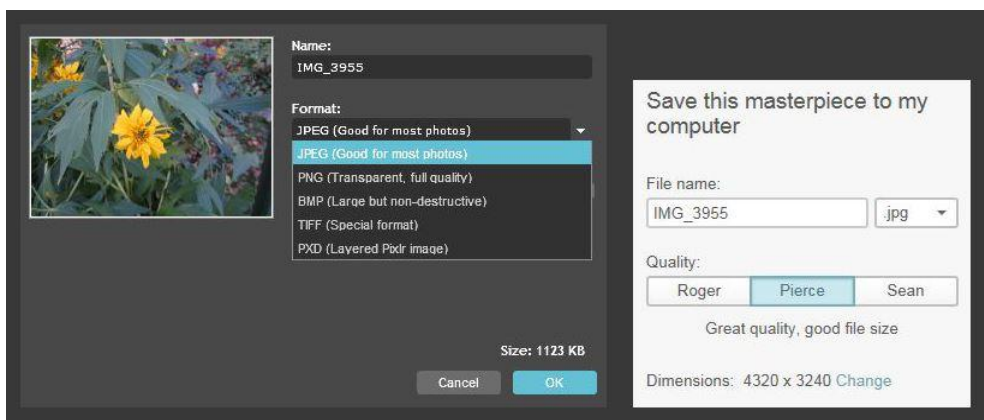 Name:
IMG_3955
Format:
JPEG (Good for most photos)
JPEG (Good for most photos)
PNG (Transparent, full quality)
BMP (Large but non-destructive)
TIFF (Special format)
PXD (Layered Pixlr image)
Size: 1123 KB
Cancel OK
Save this masterpiece to my
computer
File name:
IMG_3955 .jpg
Quality:
Roger Pierce Sean
Great quality, good file size
Dimensions: 4320 x 3240 Change